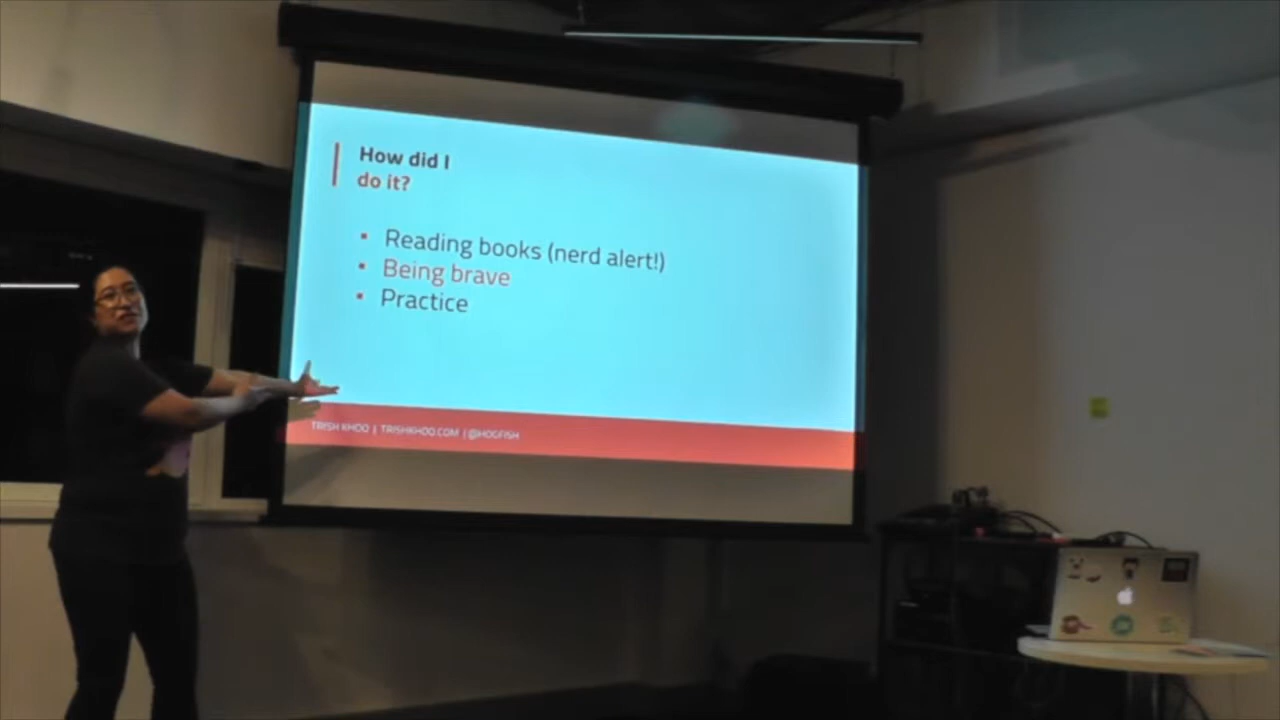 How did I
do it?
▪ Reading books (nerd alert!)
▪ Being brave
▪ Practice
TRISH KHOO | TRISHKHOO.COM | @HOGFISH